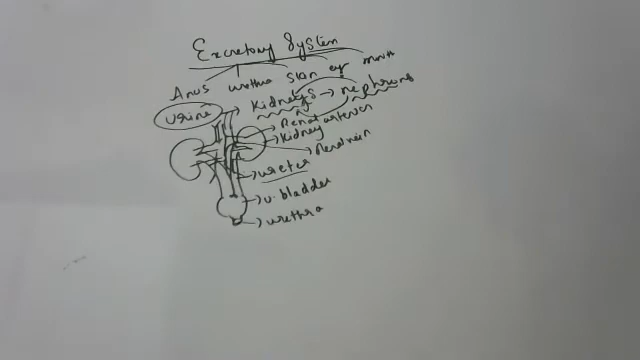 Excretory System
Anus urethra skin eye mouth
urine
Kidneys → nephrons
Renal arteries
Kidney
Renal vein
ureter
u. bladder
urethra